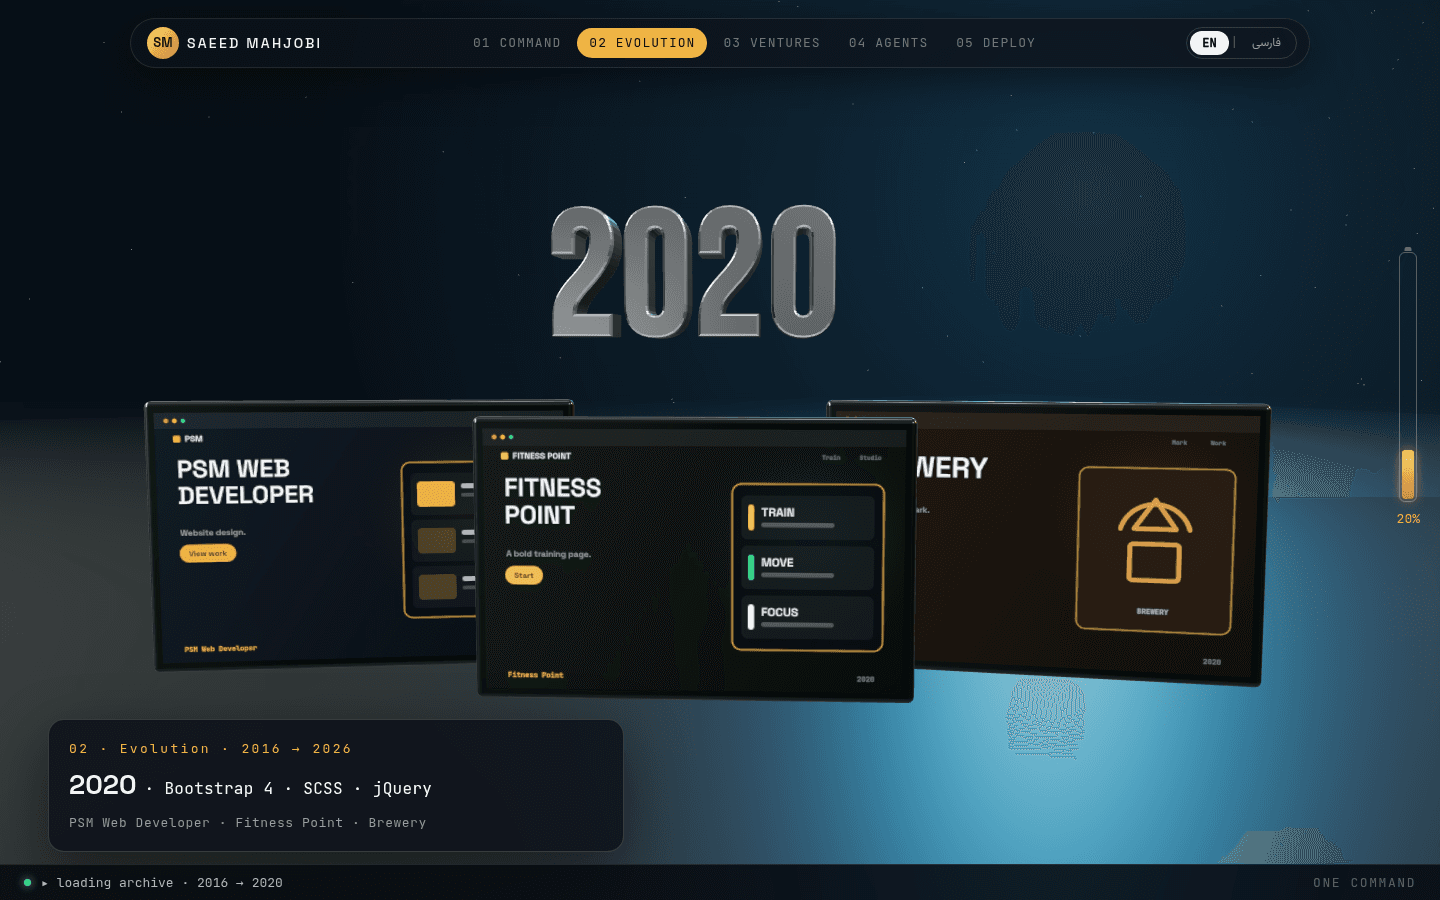 SM SAEED MAHJOBI
01 COMMAND
02 EVOLUTION
03 VENTURES
04 AGENTS
05 DEPLOY
EN | فارسی
2020
PSM
PSM WEB
DEVELOPER
Website design.
View work
PSM Web Developer
FITNESS POINT
Train Studio
FITNESS
POINT
A bold training page.
Start
TRAIN
MOVE
FOCUS
Fitness Point
2020
Work
WERY
BREWERY
2020
20%
02 · Evolution · 2016 → 2026
2020 · Bootstrap 4 · SCSS · jQuery
PSM Web Developer · Fitness Point · Brewery
▸ loading archive · 2016 → 2020
ONE COMMAND